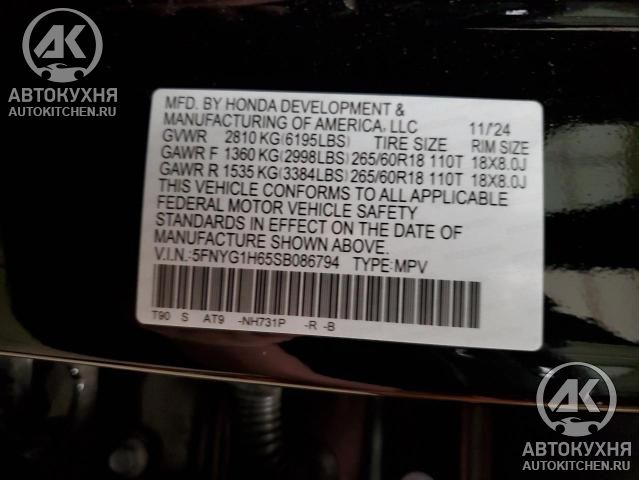 АК
АВТОКУХНЯ
AUTOKITCHEN.RU
MFD. BY HONDA DEVELOPMENT &
MANUFACTURING OF AMERICA, LLC 11/'24
GVWR 2810 KG(6195LBS) TIRE SIZE RIM SIZE
GAWR F 1360 KG(2998LBS) 265/60R18 110T 18X8.0J
GAWR R 1535 KG(3384LBS) 265/60R18 110T 18X8.0J
THIS VEHICLE CONFORMS TO ALL APPLICABLE
FEDERAL MOTOR VEHICLE SAFETY
STANDARDS IN EFFECT ON THE DATE OF
MANUFACTURE SHOWN ABOVE.
V.I.N.:5FNYG1H65SB086794 TYPE:MPV
T90 S AT9 -NH731P -R -B
АК
АВТОКУХНЯ
AUTOKITCHEN.RU